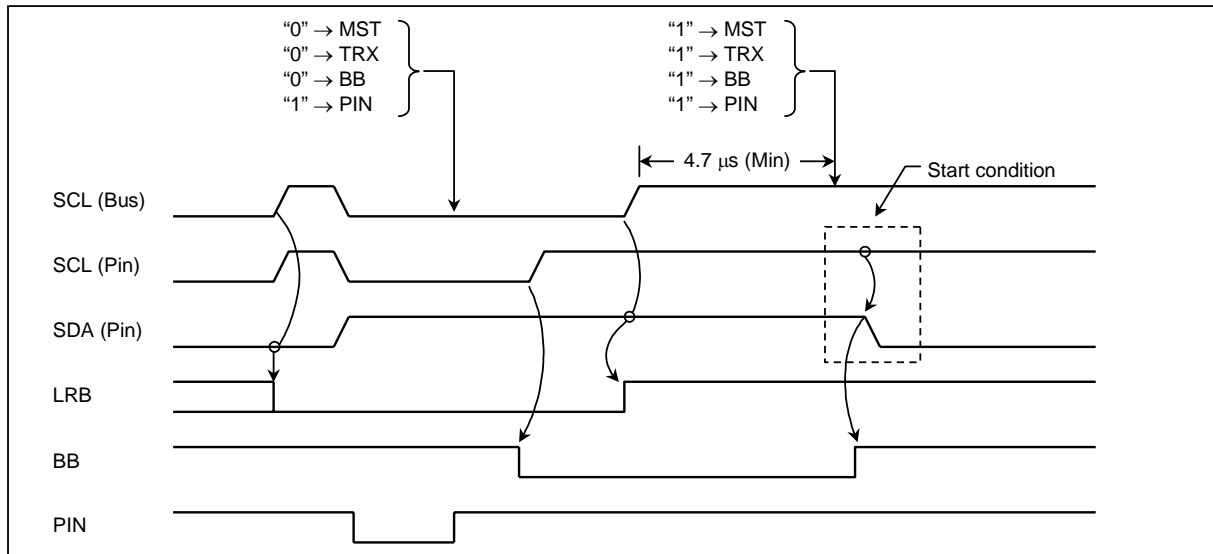 “0” → MST
“0” → TRX
“0” → BB
“1” → PIN
“1” → MST
“1” → TRX
“1” → BB
“1” → PIN
4.7 μs (Min)
Start condition
SCL (Bus)
SCL (Pin)
SDA (Pin)
LRB
BB
PIN